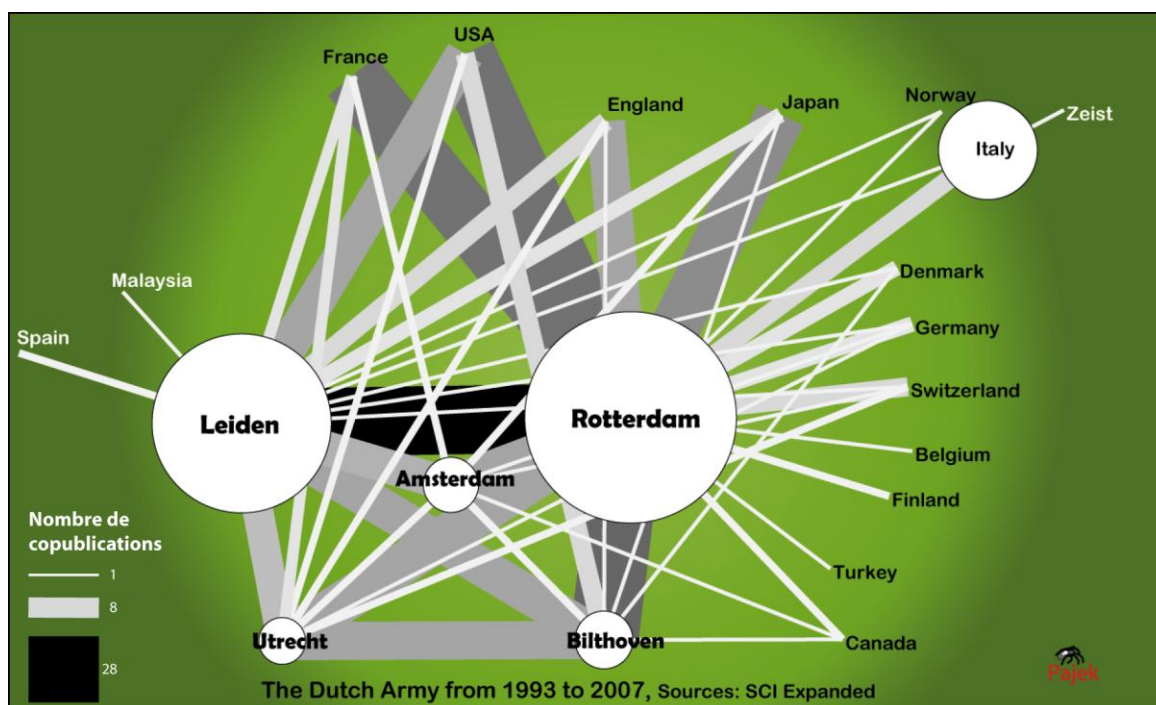 USA
France
England
Japan
Norway
Zeist
Italy
Denmark
Malaysia
Germany
Spain
Switzerland
Leiden
Rotterdam
Belgium
Amsterdam
Finland
Nombre de
copublications
1
Turkey
8
Utrecht
Bilthoven
Canada
28
Pajek
The Dutch Army from 1993 to 2007, Sources: SCI Expanded